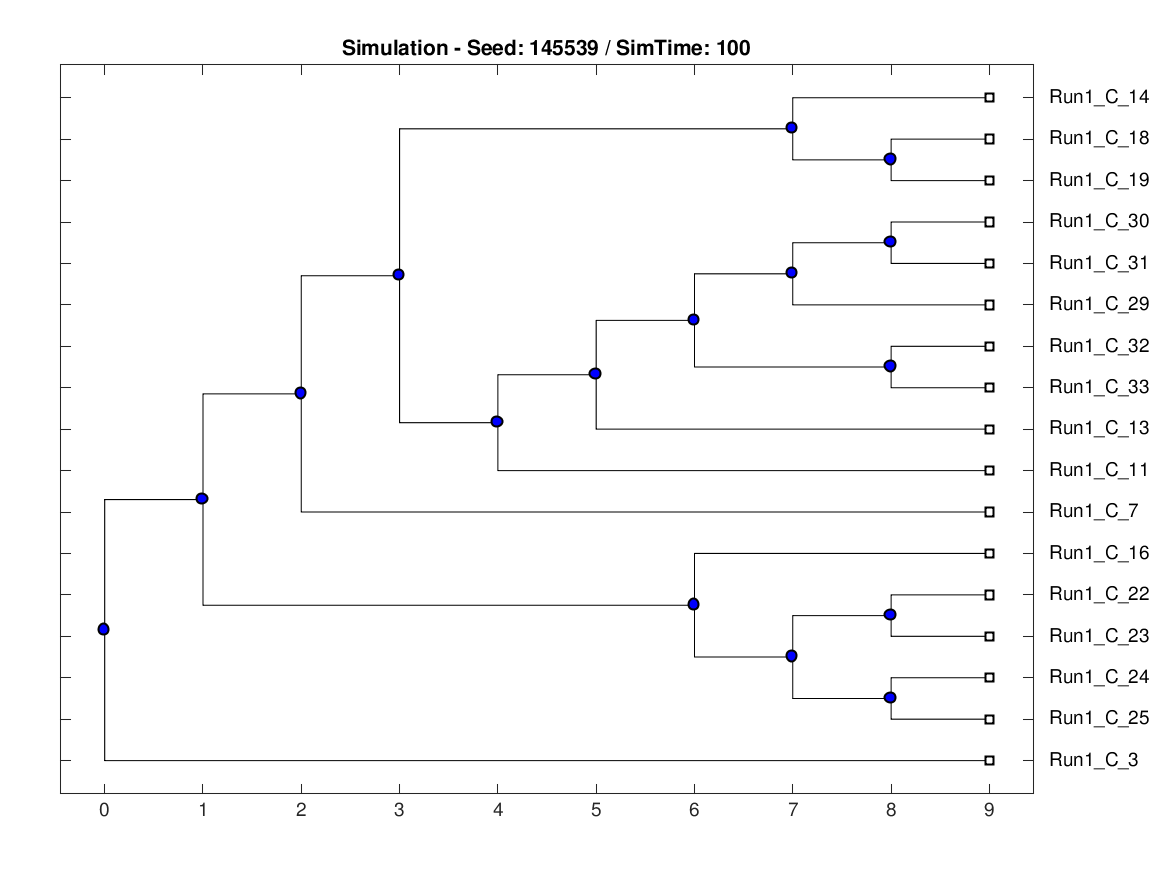 Simulation - Seed: 145539 / SimTime: 100
Run1_C_14
Run1_C_18
Run1_C_19
Run1_C_30
Run1_C_31
Run1_C_29
Run1_C_32
Run1_C_33
Run1_C_13
Run1_C_11
Run1_C_7
Run1_C_16
Run1_C_22
Run1_C_23
Run1_C_24
Run1_C_25
Run1_C_3
0 1 2 3 4 5 6 7 8 9